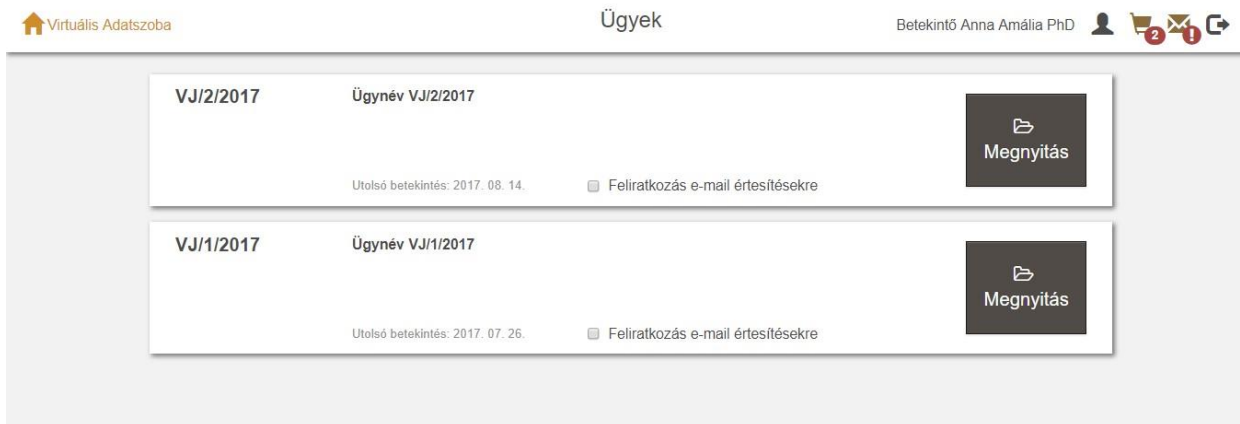 Virtuális Adatszoba
Ügyek
Betekintő Anna Amália PhD
2
!
VJ/2/2017
Ügynév VJ/2/2017
Megnyitás
Utolsó betekintés: 2017. 08. 14.
Feliratkozás e-mail értesítésekre
VJ/1/2017
Ügynév VJ/1/2017
Megnyitás
Utolsó betekintés: 2017. 07. 26.
Feliratkozás e-mail értesítésekre